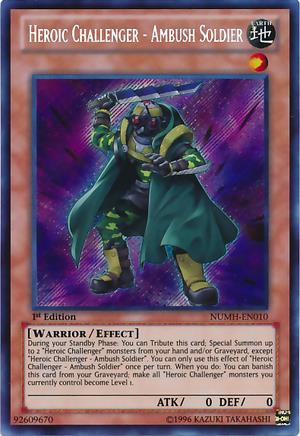 HEROIC CHALLENGER - AMBUSH SOLDIER
EARTH
地
NUMH-EN010
1st Edition
[WARRIOR / EFFECT]
During your Standby Phase: You can Tribute this card; Special Summon up
to 2 "Heroic Challenger" monsters from your hand and/or Graveyard, except
"Heroic Challenger - Ambush Soldier". You can only use this effect of "Heroic
Challenger - Ambush Soldier" once per turn. When you do: You can banish
this card from your Graveyard; make all "Heroic Challenger" monsters you
currently control become Level 1.
ATK/ 0 DEF/ 0
92609670
©1996 KAZUKI TAKAHASHI